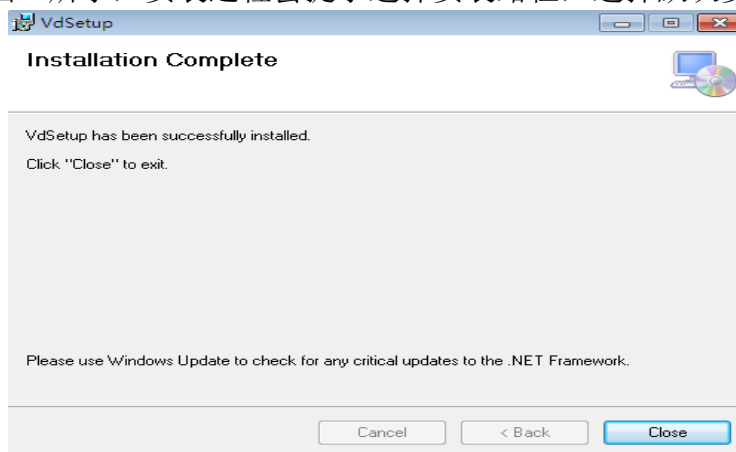 VdSetup
Installation Complete
VdSetup has been successfully installed.
Click "Close" to exit.
Please use Windows Update to check for any critical updates to the .NET Framework.
Cancel
< Back
Close